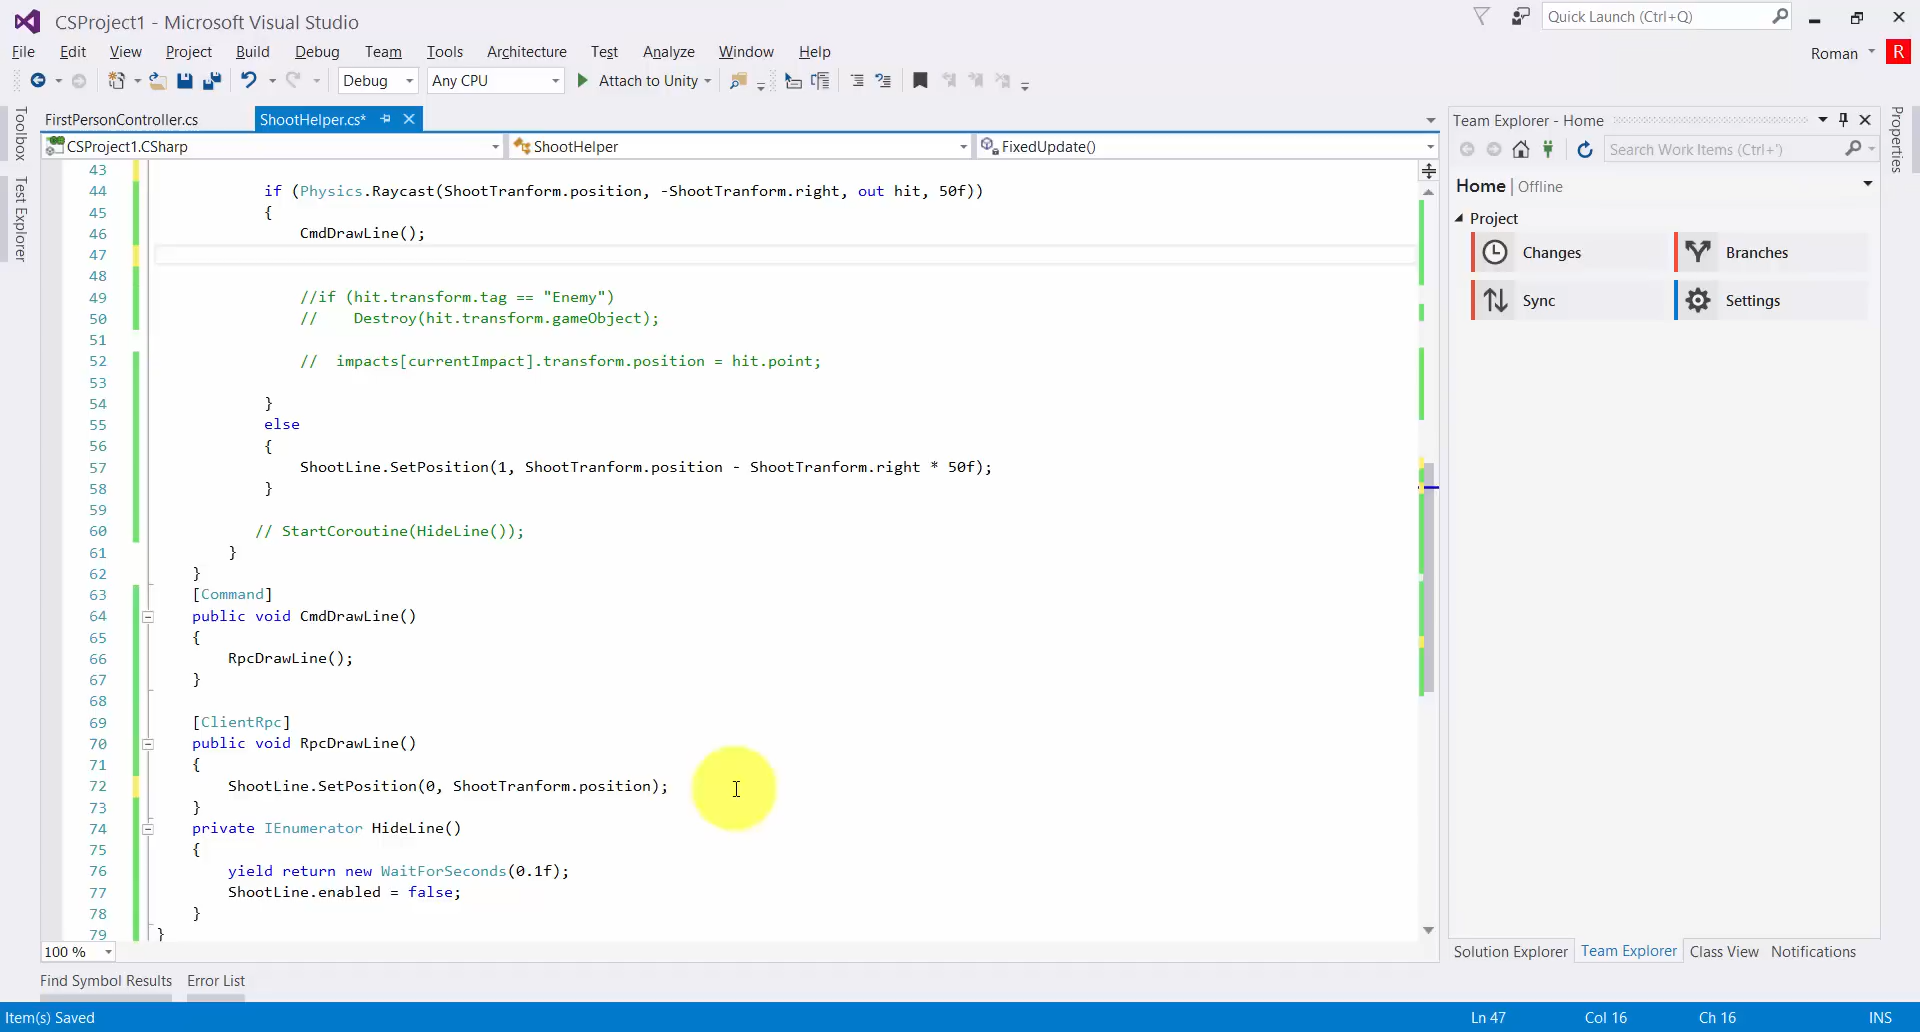 CSProject1 - Microsoft Visual Studio
Quick Launch (Ctrl+Q)
File Edit View Project Build Debug Team Tools Architecture Test Analyze Window Help
Roman R
Debug Any CPU Attach to Unity
Toolbox
Test Explorer
FirstPersonController.cs ShootHelper.cs*
CSProject1.CSharp ShootHelper FixedUpdate()
43
44 if (Physics.Raycast(ShootTranform.position, -ShootTranform.right, out hit, 50f))
45 {
46 CmdDrawLine();
47
48
49 //if (hit.transform.tag == "Enemy")
50 // Destroy(hit.transform.gameObject);
51
52 // impacts[currentImpact].transform.position = hit.point;
53
54 }
55 else
56 {
57 ShootLine.SetPosition(1, ShootTranform.position - ShootTranform.right * 50f);
58 }
59
60 // StartCoroutine(HideLine());
61 }
62 }
63 [Command]
64 public void CmdDrawLine()
65 {
66 RpcDrawLine();
67 }
68
69 [ClientRpc]
70 public void RpcDrawLine()
71 {
72 ShootLine.SetPosition(0, ShootTranform.position);
73 }
74 private IEnumerator HideLine()
75 {
76 yield return new WaitForSeconds(0.1f);
77 ShootLine.enabled = false;
78 }
79 }
100 %
Find Symbol Results Error List
Team Explorer - Home
Search Work Items (Ctrl+')
Home | Offline
Project
Changes Branches
Sync Settings
Properties
Solution Explorer Team Explorer Class View Notifications
Item(s) Saved Ln 47 Col 16 Ch 16 INS